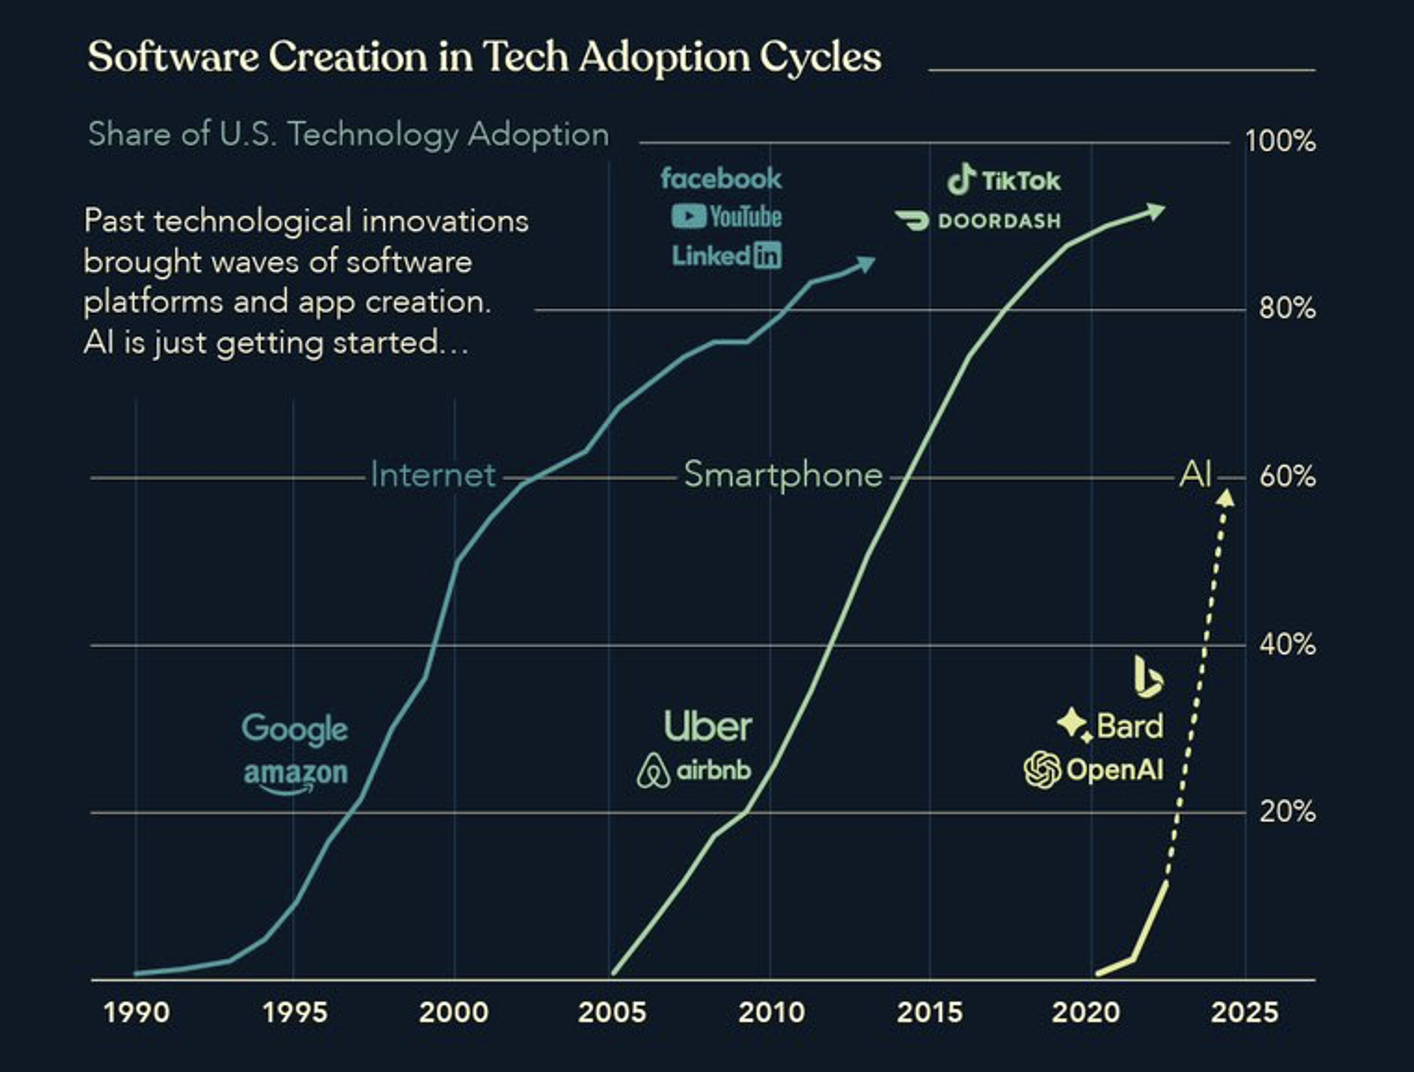 Software Creation in Tech Adoption Cycles
Share of U.S. Technology Adoption
100%
Past technological innovations
brought waves of software
platforms and app creation.
AI is just getting started...
facebook
YouTube
Linkedin
TikTok
DOORDASH
80%
Internet
Smartphone
AI
60%
40%
Google
amazon
Uber
airbnb
b
Bard
OpenAI
20%
1990 1995 2000 2005 2010 2015 2020 2025